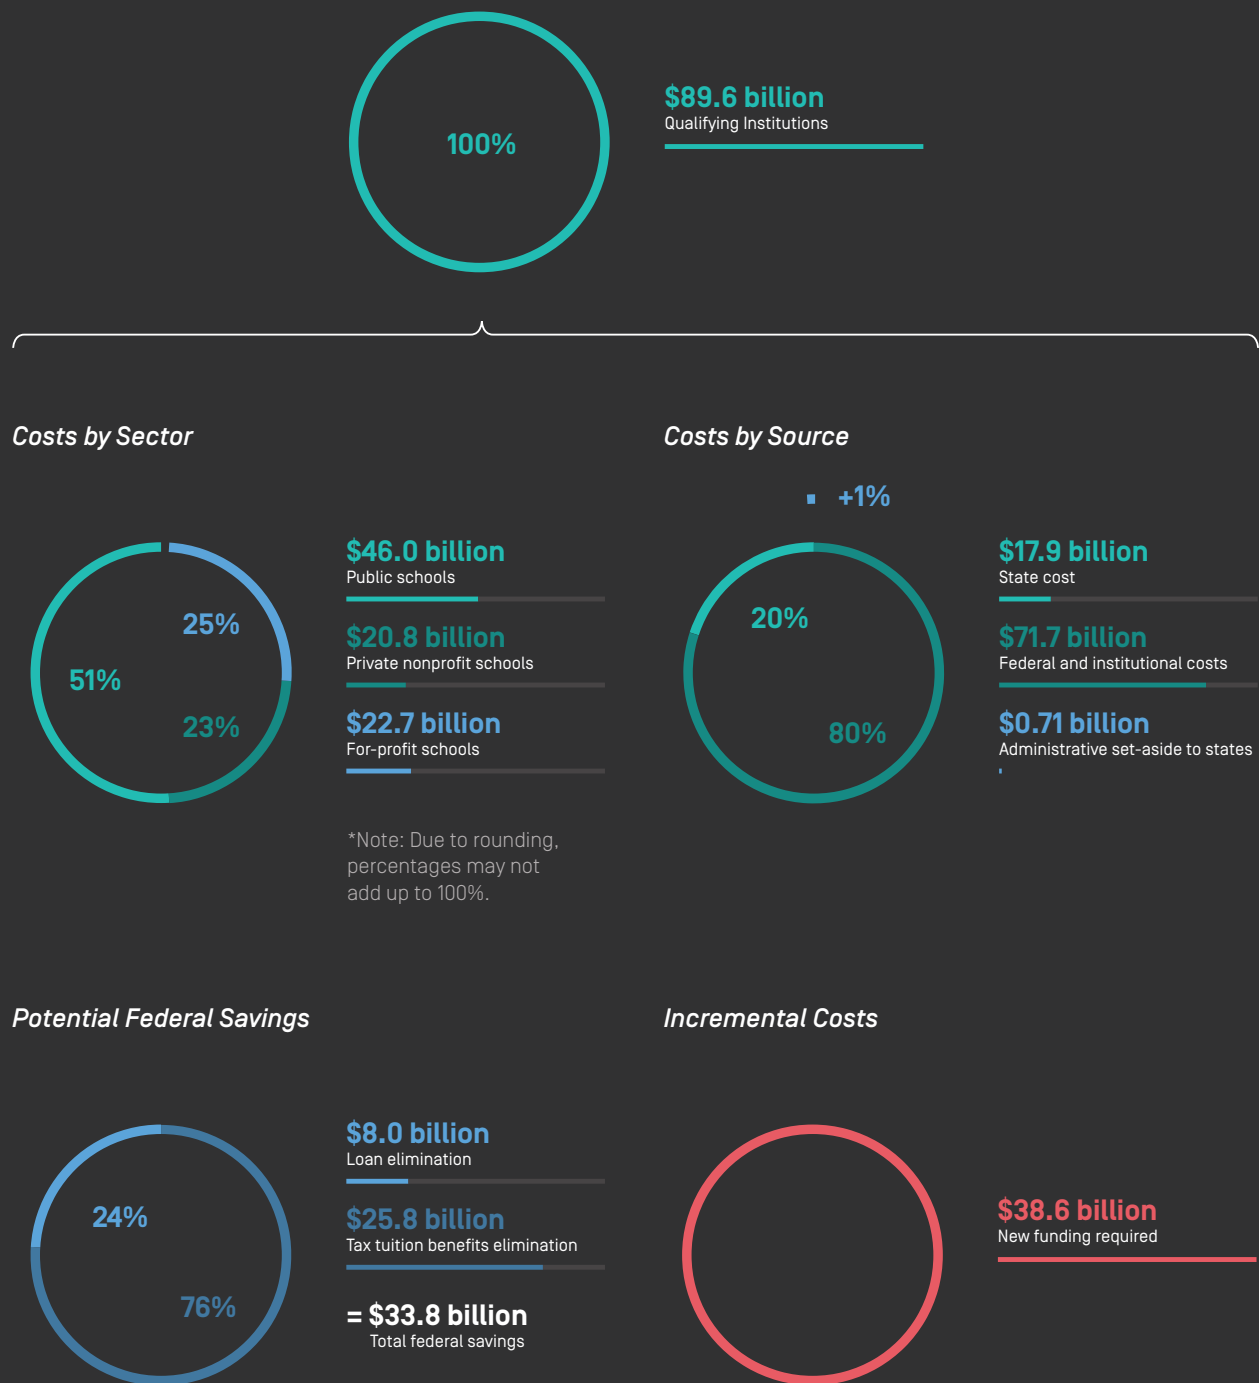 100%
$89.6 billion
Qualifying Institutions
Costs by Sector
25%
51%
23%
$46.0 billion
Public schools
$20.8 billion
Private nonprofit schools
$22.7 billion
For-profit schools
*Note: Due to rounding,
percentages may not
add up to 100%.
Costs by Source
+1%
20%
80%
$17.9 billion
State cost
$71.7 billion
Federal and institutional costs
$0.71 billion
Administrative set-aside to states
Potential Federal Savings
24%
76%
$8.0 billion
Loan elimination
$25.8 billion
Tax tuition benefits elimination
= $33.8 billion
Total federal savings
Incremental Costs
$38.6 billion
New funding required